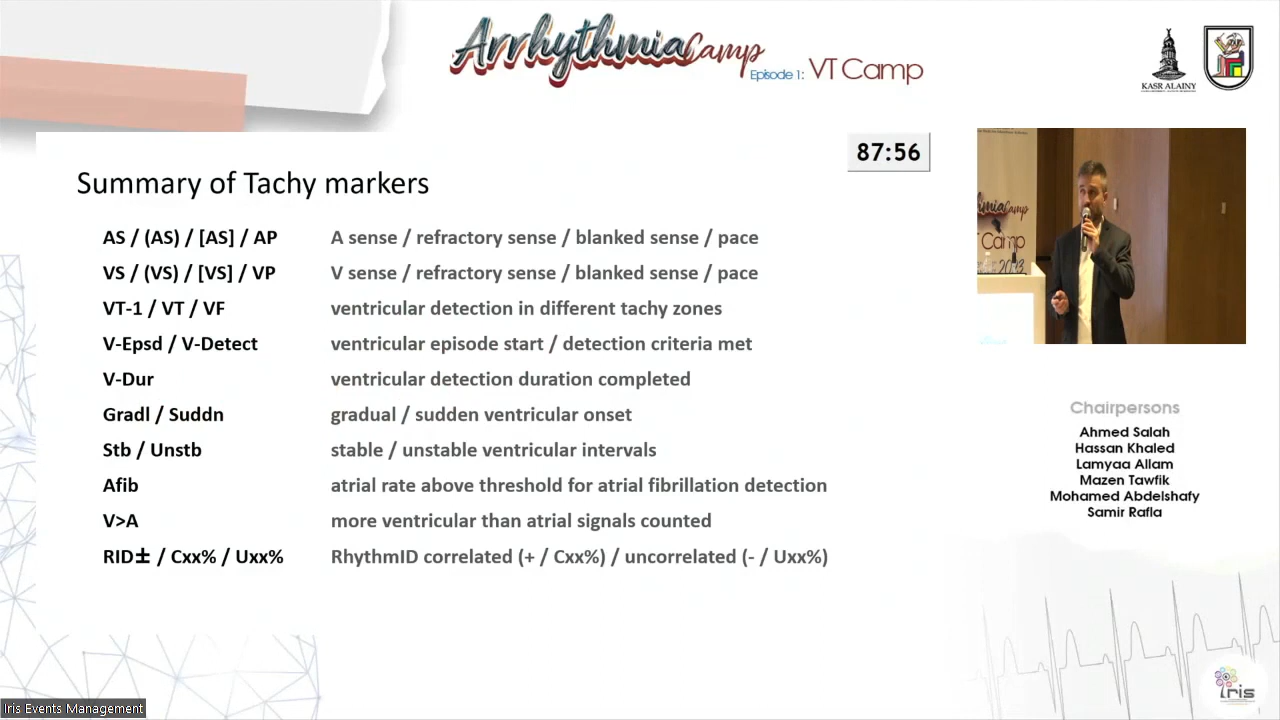 Arrhythmia Camp
Episode 1: VT Camp
KASR ALAINY
87:56
Summary of Tachy markers
AS / (AS) / [AS] / AP A sense / refractory sense / blanked sense / pace
VS / (VS) / [VS] / VP V sense / refractory sense / blanked sense / pace
VT-1 / VT / VF ventricular detection in different tachy zones
V-Epsd / V-Detect ventricular episode start / detection criteria met
V-Dur ventricular detection duration completed
Gradl / Suddn gradual / sudden ventricular onset
Stb / Unstb stable / unstable ventricular intervals
Afib atrial rate above threshold for atrial fibrillation detection
V>A more ventricular than atrial signals counted
RID± / Cxx% / Uxx% RhythmID correlated (+ / Cxx%) / uncorrelated (- / Uxx%)
Chairpersons
Ahmed Salah
Hassan Khaled
Lamyaa Allam
Mazen Tawfik
Mohamed Abdelshafy
Samir Rafla
Iris Events Management
iris